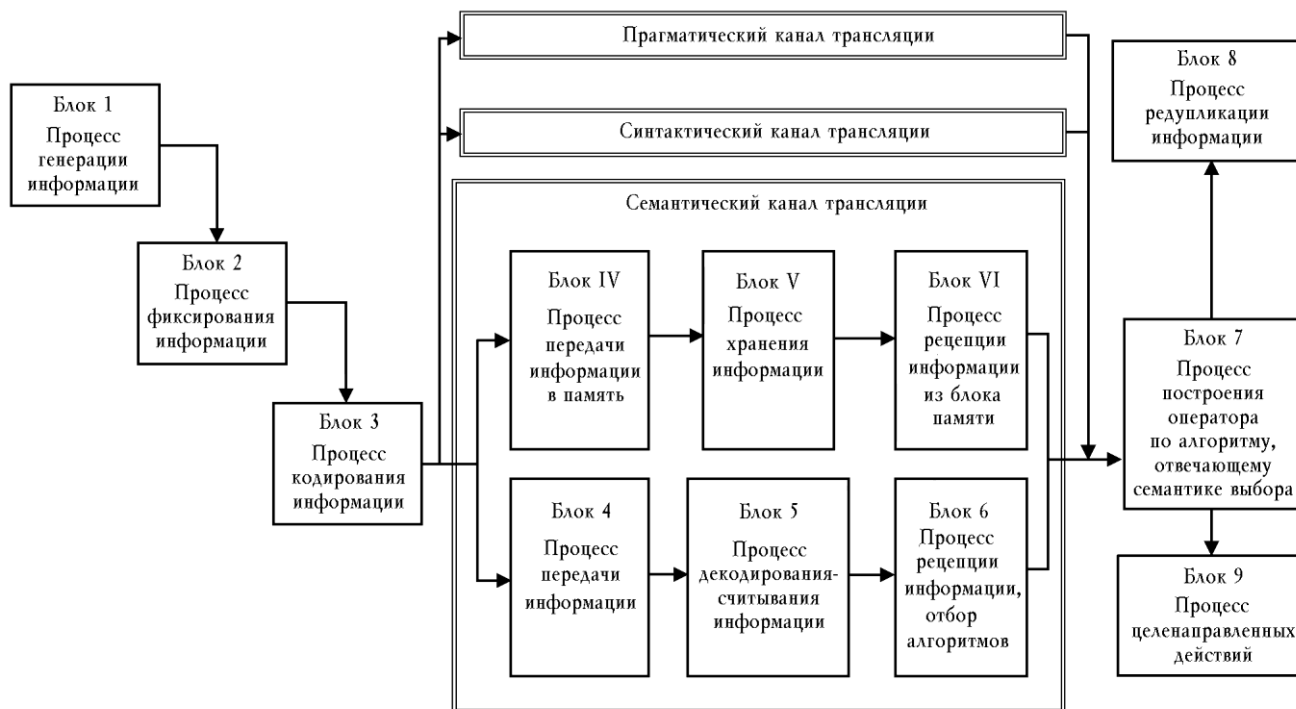 Прагматический канал трансляции
Синтактический канал трансляции
Семантический канал трансляции
Блок 1
Процесс
генерации
информации
Блок 2
Процесс
фиксирования
информации
Блок 3
Процесс
кодирования
информации
Блок IV
Процесс
передачи
информации
в память
Блок V
Процесс
хранения
информации
Блок VI
Процесс
рецепции
информации
из блока
памяти
Блок 4
Процесс
передачи
информации
Блок 5
Процесс
декодирования-
считывания
информации
Блок 6
Процесс
рецепции
информации,
отбор
алгоритмов
Блок 8
Процесс
редупликации
информации
Блок 7
Процесс
построения
оператора
по алгоритму,
отвечающему
семантике выбора
Блок 9
Процесс
целенаправленных
действий